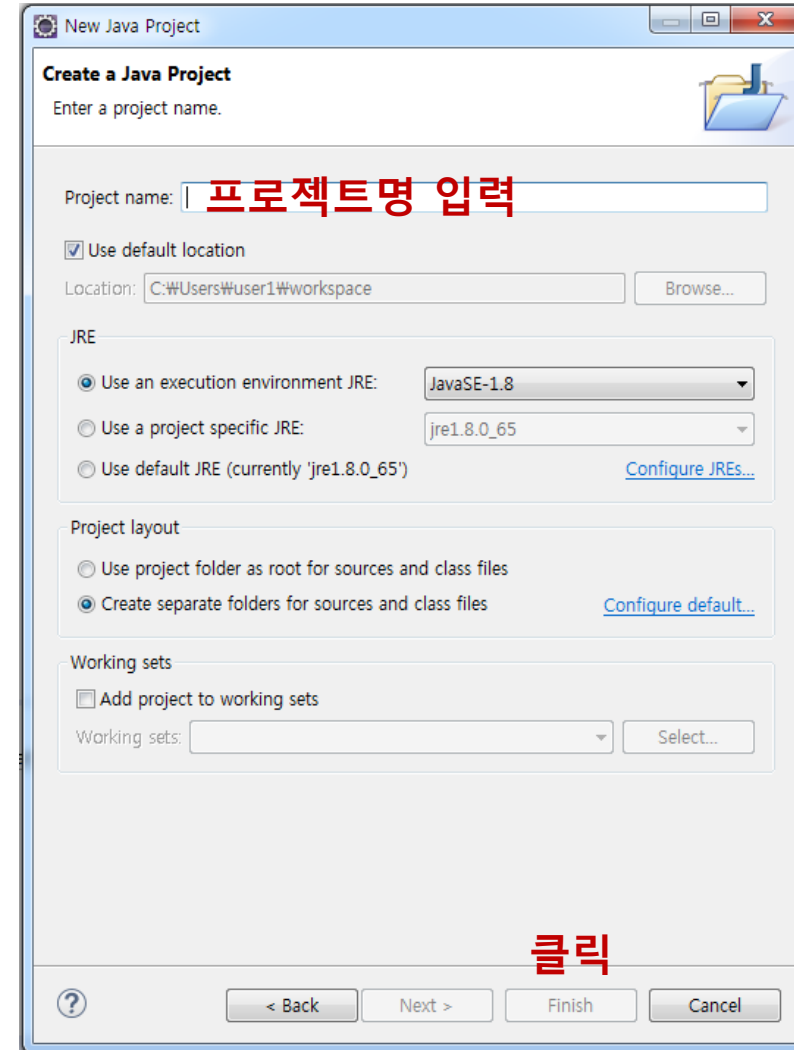 New Java Project
Create a Java Project
Enter a project name.
Project name: 프로젝트명 입력
Use default location
Location: C:₩Users₩user1₩workspace Browse...
JRE
Use an execution environment JRE: JavaSE-1.8
Use a project specific JRE: jre1.8.0_65
Use default JRE (currently 'jre1.8.0_65') Configure JREs...
Project layout
Use project folder as root for sources and class files
Create separate folders for sources and class files Configure default...
Working sets
Add project to working sets
Working sets: Select...
클릭
? < Back Next > Finish Cancel